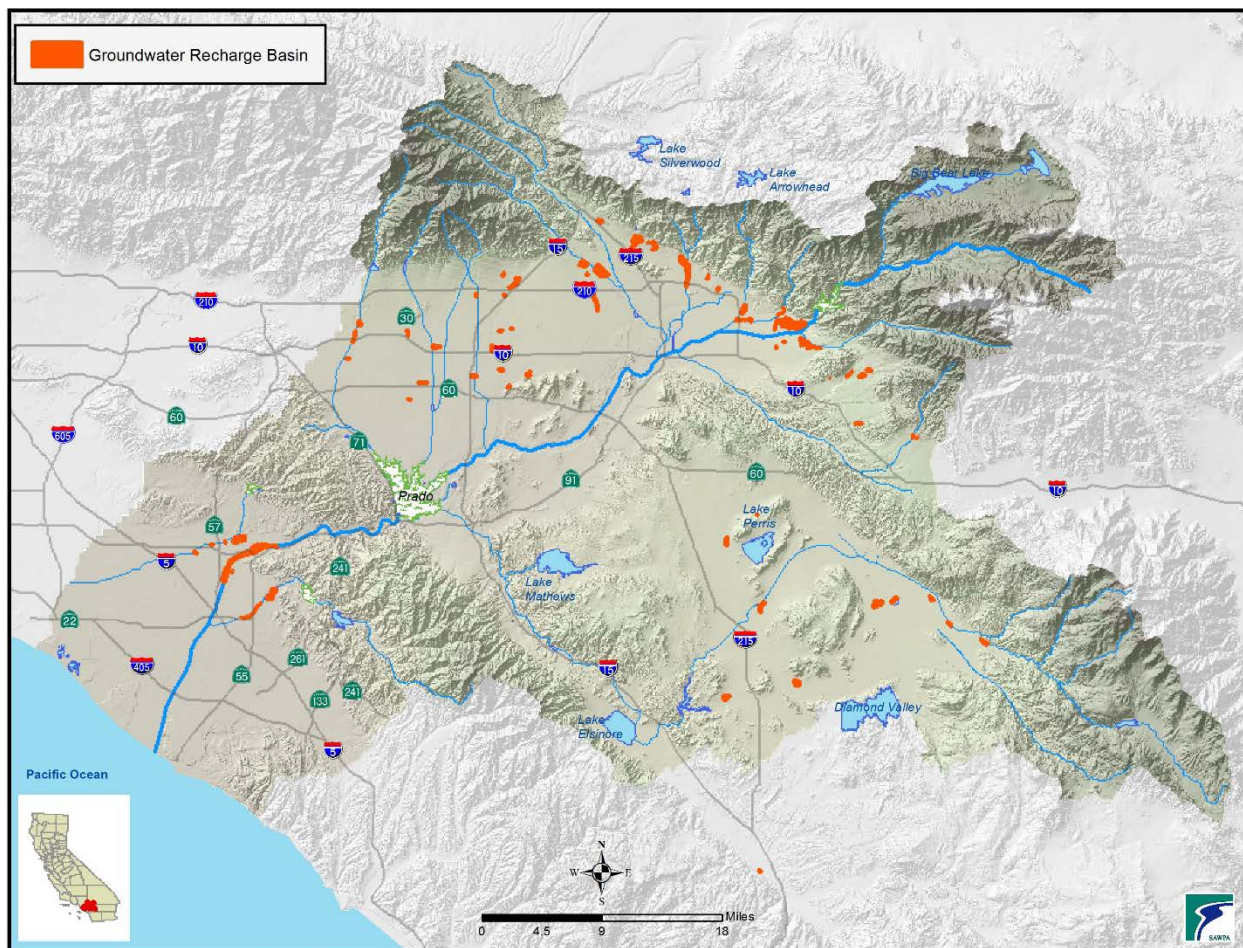 Groundwater Recharge Basin
Lake
Silverwood
Lake
Arrowhead
Big Bear Lake
15
215
210
210
30
10
10
60
10
60
605
71
91
60
10
Prado
57
5
Lake
Perris
241
Lake
Mathews
22
405
261
55
133
241
5
15
215
Lake
Elsinore
Diamond Valley
Pacific Ocean
N
W
E
S
Miles
0
4.5
9
18
SAWPA